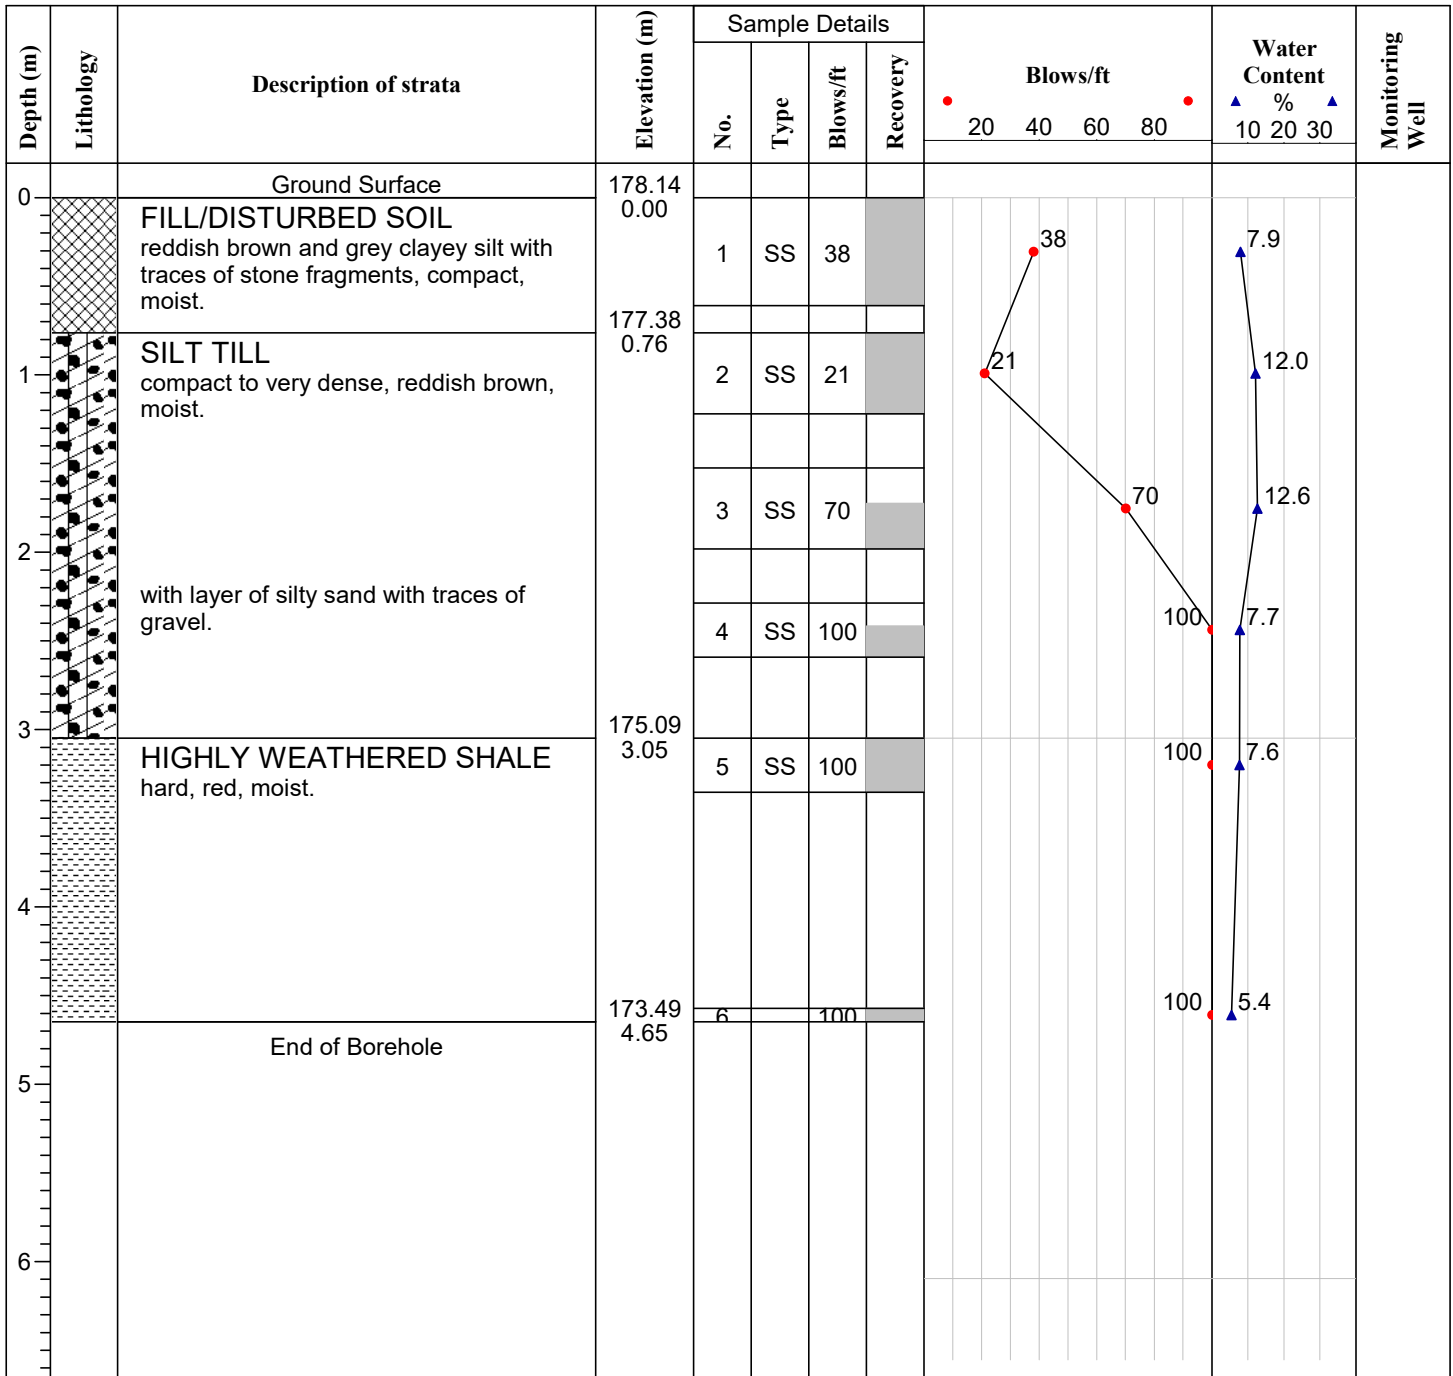 Depth (m)
Lithology
Description of strata
Elevation (m)
Sample Details
No.
Type
Blows/ft
Recovery
Blows/ft
20 40 60 80
Water
Content
%
10 20 30
Monitoring
Well
Ground Surface
178.14
0.00
0
FILL/DISTURBED SOIL
reddish brown and grey clayey silt with
traces of stone fragments, compact,
moist.
1 SS 38
38
7.9
177.38
0.76
SILT TILL
compact to very dense, reddish brown,
moist.
1
2 SS 21
21
12.0
3 SS 70
70
12.6
2
with layer of silty sand with traces of
gravel.
4 SS 100
100
7.7
3
175.09
3.05
HIGHLY WEATHERED SHALE
hard, red, moist.
5 SS 100
100
7.6
4
173.49
4.65
6 100
100
5.4
End of Borehole
5
6